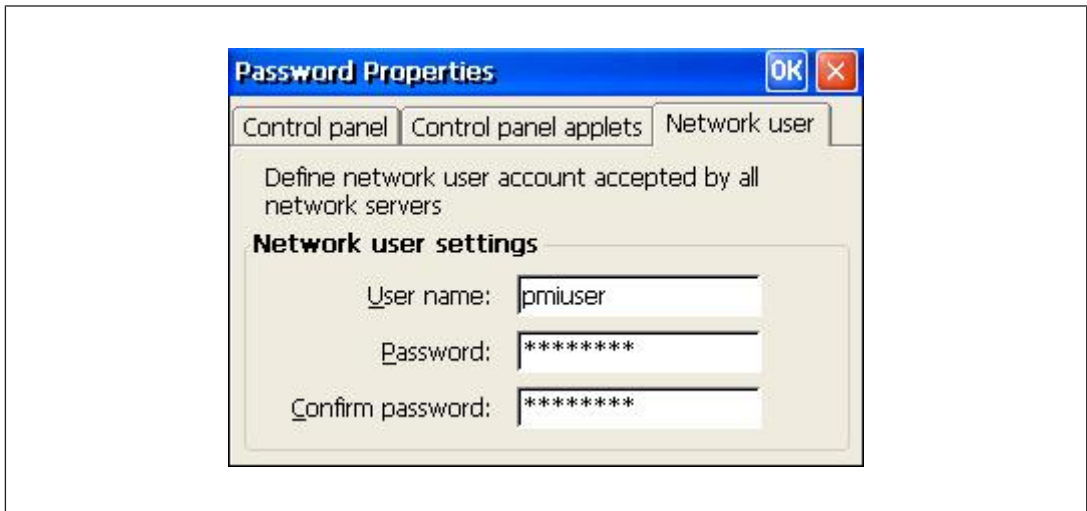 Password Properties OK
Control panel Control panel applets Network user
Define network user account accepted by all
network servers
Network user settings
User name: pmiuser
Password: ********
Confirm password: ********